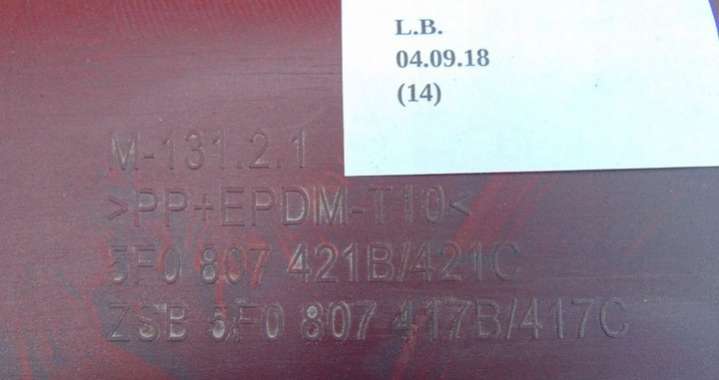 L.B.
04.09.18
(14)
M-131.2.1
>PP+EPDM-T10<
5F0 807 421B/421C
ZSB 5F0 807 417B/417C